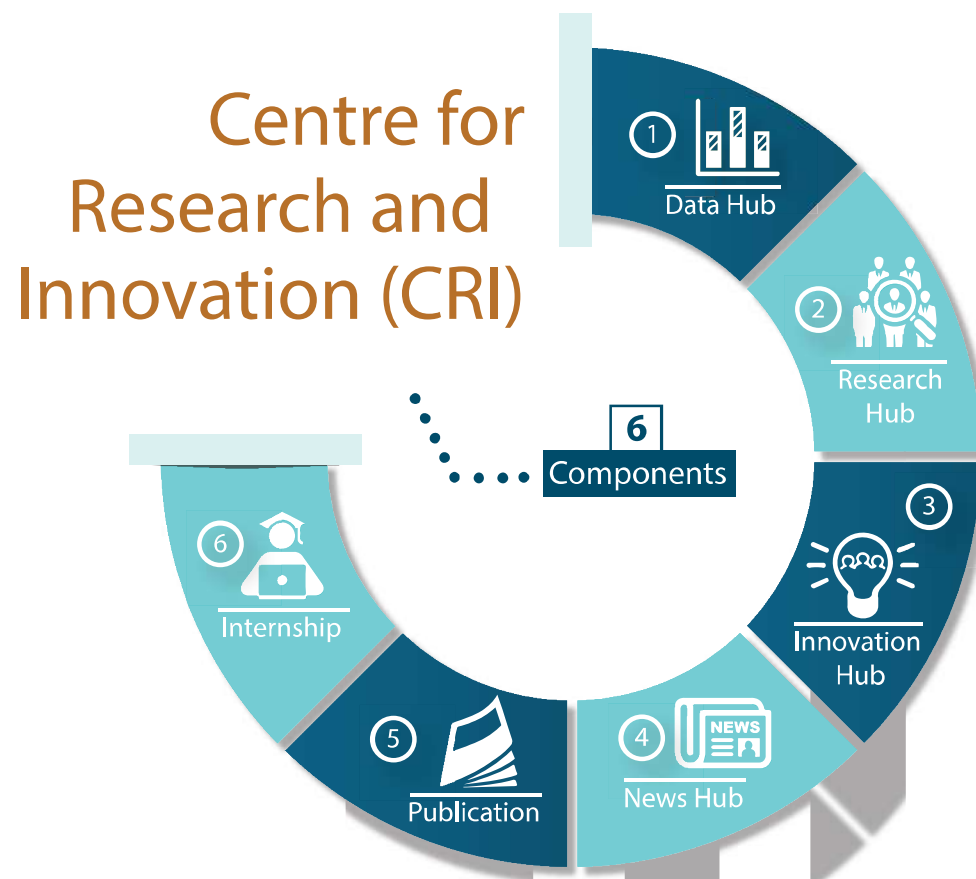 Centre for
Research and
Innovation (CRI)
6
Components
1
Data Hub
2
Research
Hub
3
Innovation
Hub
4
NEWS
News Hub
5
Publication
6
Internship